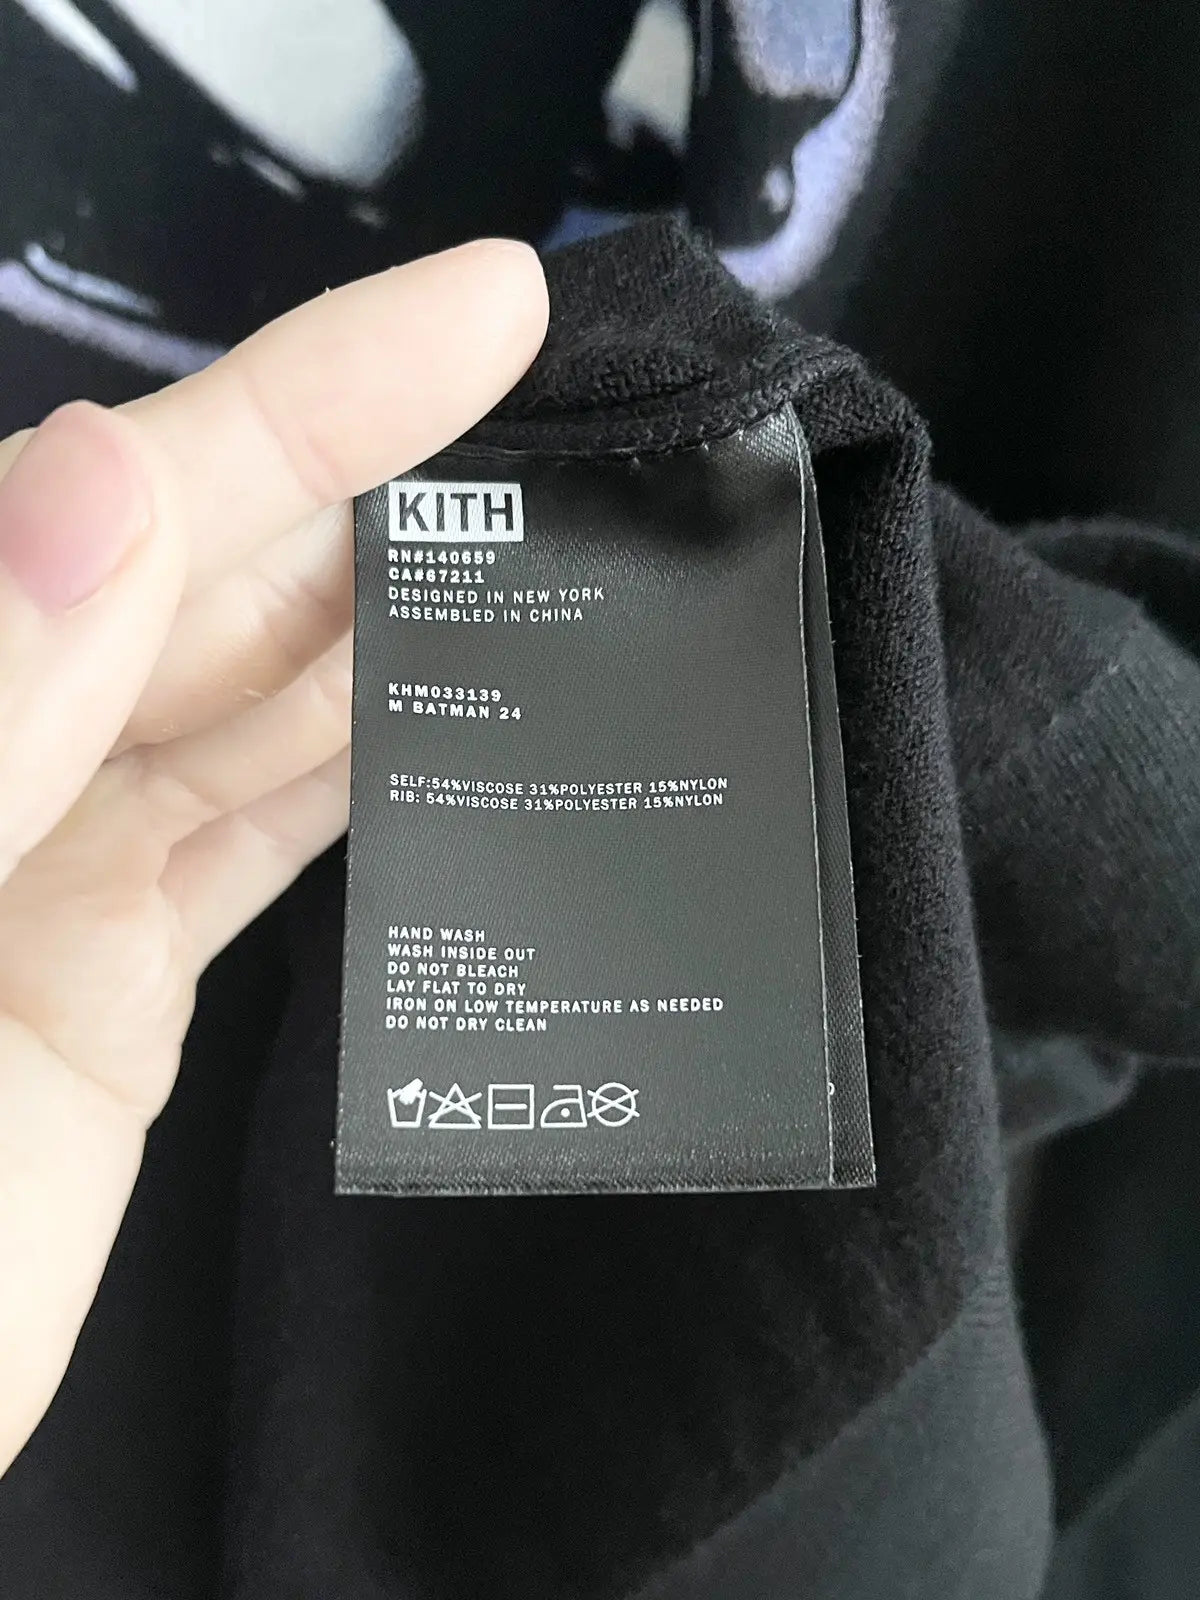 KITH
RN#140659
CA#67211
DESIGNED IN NEW YORK
ASSEMBLED IN CHINA
KHM033139
M BATMAN 24
SELF:54%VISCOSE 31%POLYESTER 15%NYLON
RIB: 54%VISCOSE 31%POLYESTER 15%NYLON
HAND WASH
WASH INSIDE OUT
DO NOT BLEACH
LAY FLAT TO DRY
IRON ON LOW TEMPERATURE AS NEEDED
DO NOT DRY CLEAN